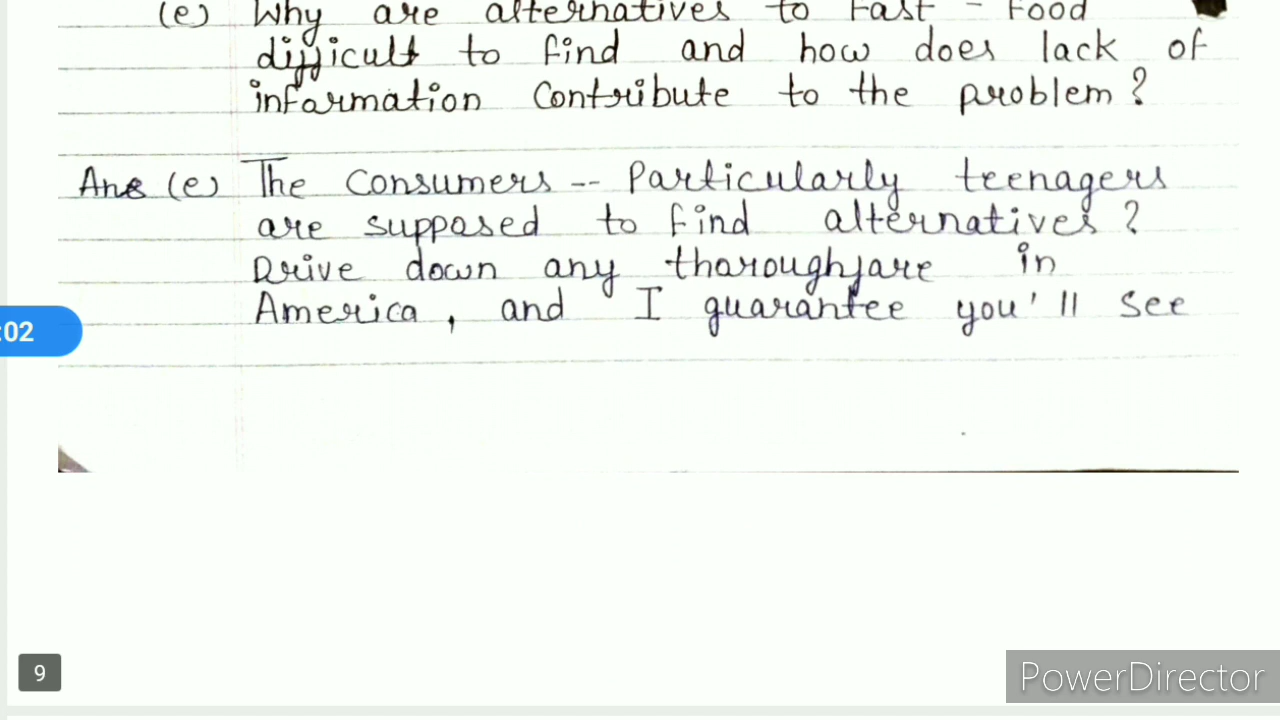 (e) Why are alternatives to Fast - Food
difficult to find and how does lack of
information contribute to the problem?
Ans (e) The Consumers -- Particularly teenagers
are supposed to find alternatives?
Drive down any thoroughfare in
America, and I guarantee you'll see
:02
9
PowerDirector